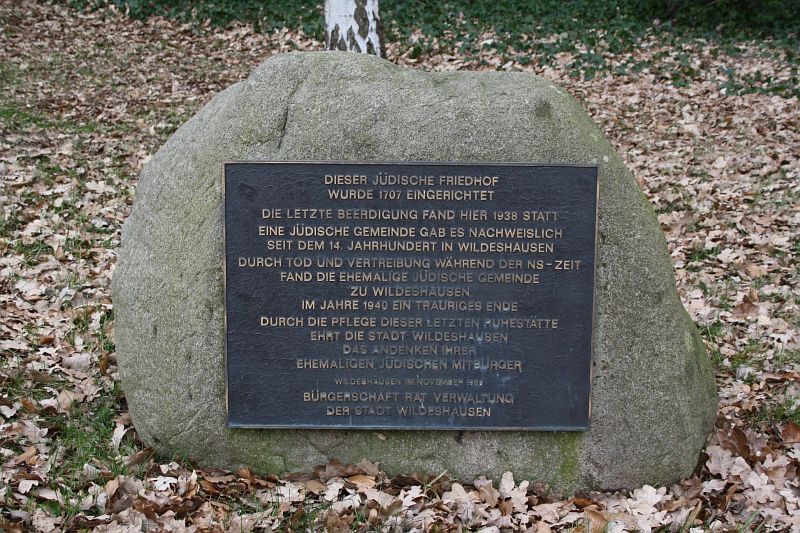 DIESER JÜDISCHE FRIEDHOF
WURDE 1707 EINGERICHTET
DIE LETZTE BEERDIGUNG FAND HIER 1938 STATT
EINE JÜDISCHE GEMEINDE GAB ES NACHWEISLICH
SEIT DEM 14. JAHRHUNDERT IN WILDESHAUSEN
DURCH TOD UND VERTREIBUNG WÄHREND DER NS-ZEIT
FAND DIE EHEMALIGE JÜDISCHE GEMEINDE
ZU WILDESHAUSEN
IM JAHRE 1940 EIN TRAURIGES ENDE
DURCH DIE PFLEGE DIESER LETZTEN RUHESTÄTTE
EHRT DIE STADT WILDESHAUSEN
DAS ANDENKEN IHRER
EHEMALIGEN JÜDISCHEN MITBÜRGER
WILDESHAUSEN IM NOVEMBER
BÜRGERSCHAFT RAT VERWALTUNG
DER STADT WILDESHAUSEN